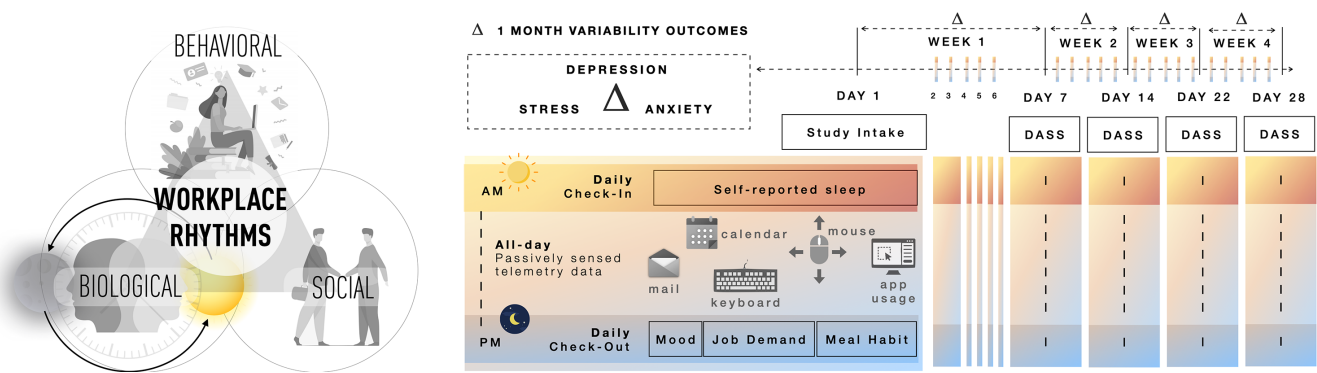 BEHAVIORAL
WORKPLACE
RHYTHMS
BIOLOGICAL
SOCIAL
Δ 1 MONTH VARIABILITY OUTCOMES
DEPRESSION
STRESS Δ ANXIETY
Δ Δ Δ Δ
WEEK 1 WEEK 2 WEEK 3 WEEK 4
DAY 1 2 3 4 5 6 DAY 7 DAY 14 DAY 22 DAY 28
Study Intake DASS DASS DASS DASS
AM
Daily
Check-In
Self-reported sleep
All-day
Passively sensed
telemetry data
calendar
mouse
mail
keyboard
app
usage
PM
Daily
Check-Out
Mood Job Demand Meal Habit